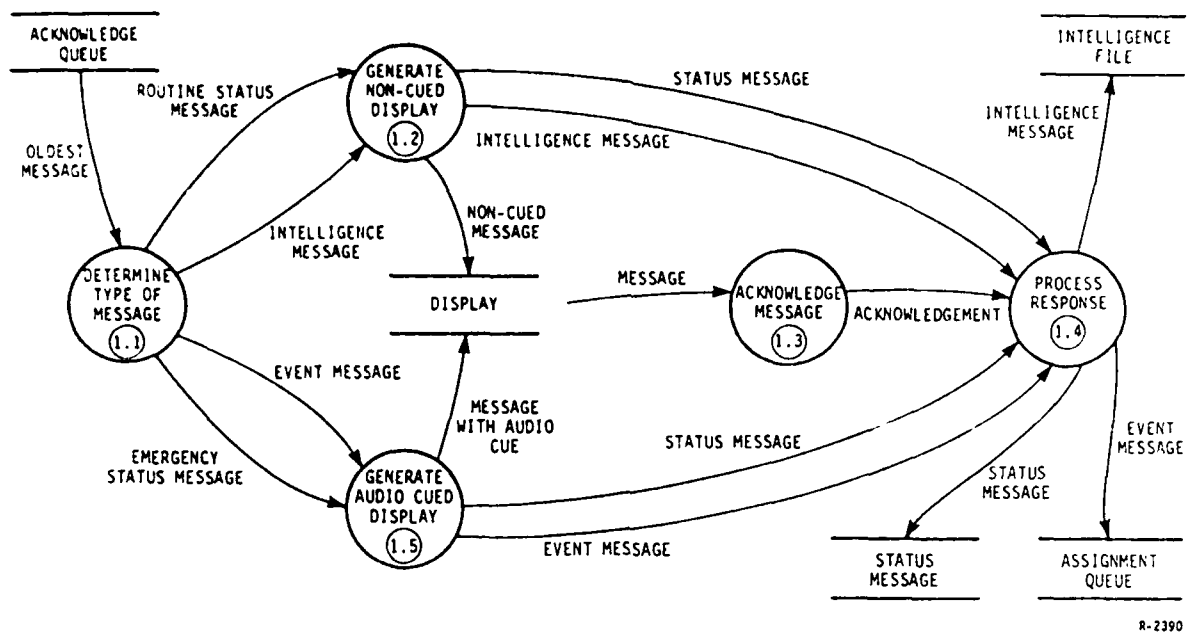 ACKNOWLEDGE
QUEUE
OLDEST
MESSAGE
ROUTINE STATUS
MESSAGE
GENERATE
NON-CUED
DISPLAY
1.2
STATUS MESSAGE
INTELLIGENCE MESSAGE
INTELLIGENCE
FILE
INTELLIGENCE
MESSAGE
INTELLIGENCE
MESSAGE
NON-CUED
MESSAGE
DETERMINE
TYPE OF
MESSAGE
1.1
DISPLAY
MESSAGE
ACKNOWLEDGE
MESSAGE
1.3
ACKNOWLEDGEMENT
PROCESS
RESPONSE
1.4
EVENT MESSAGE
MESSAGE
WITH AUDIO
CUE
EMERGENCY
STATUS MESSAGE
GENERATE
AUDIO CUED
DISPLAY
1.5
STATUS MESSAGE
EVENT MESSAGE
STATUS
MESSAGE
EVENT
MESSAGE
STATUS
MESSAGE
ASSIGNMENT
QUEUE
R-2390